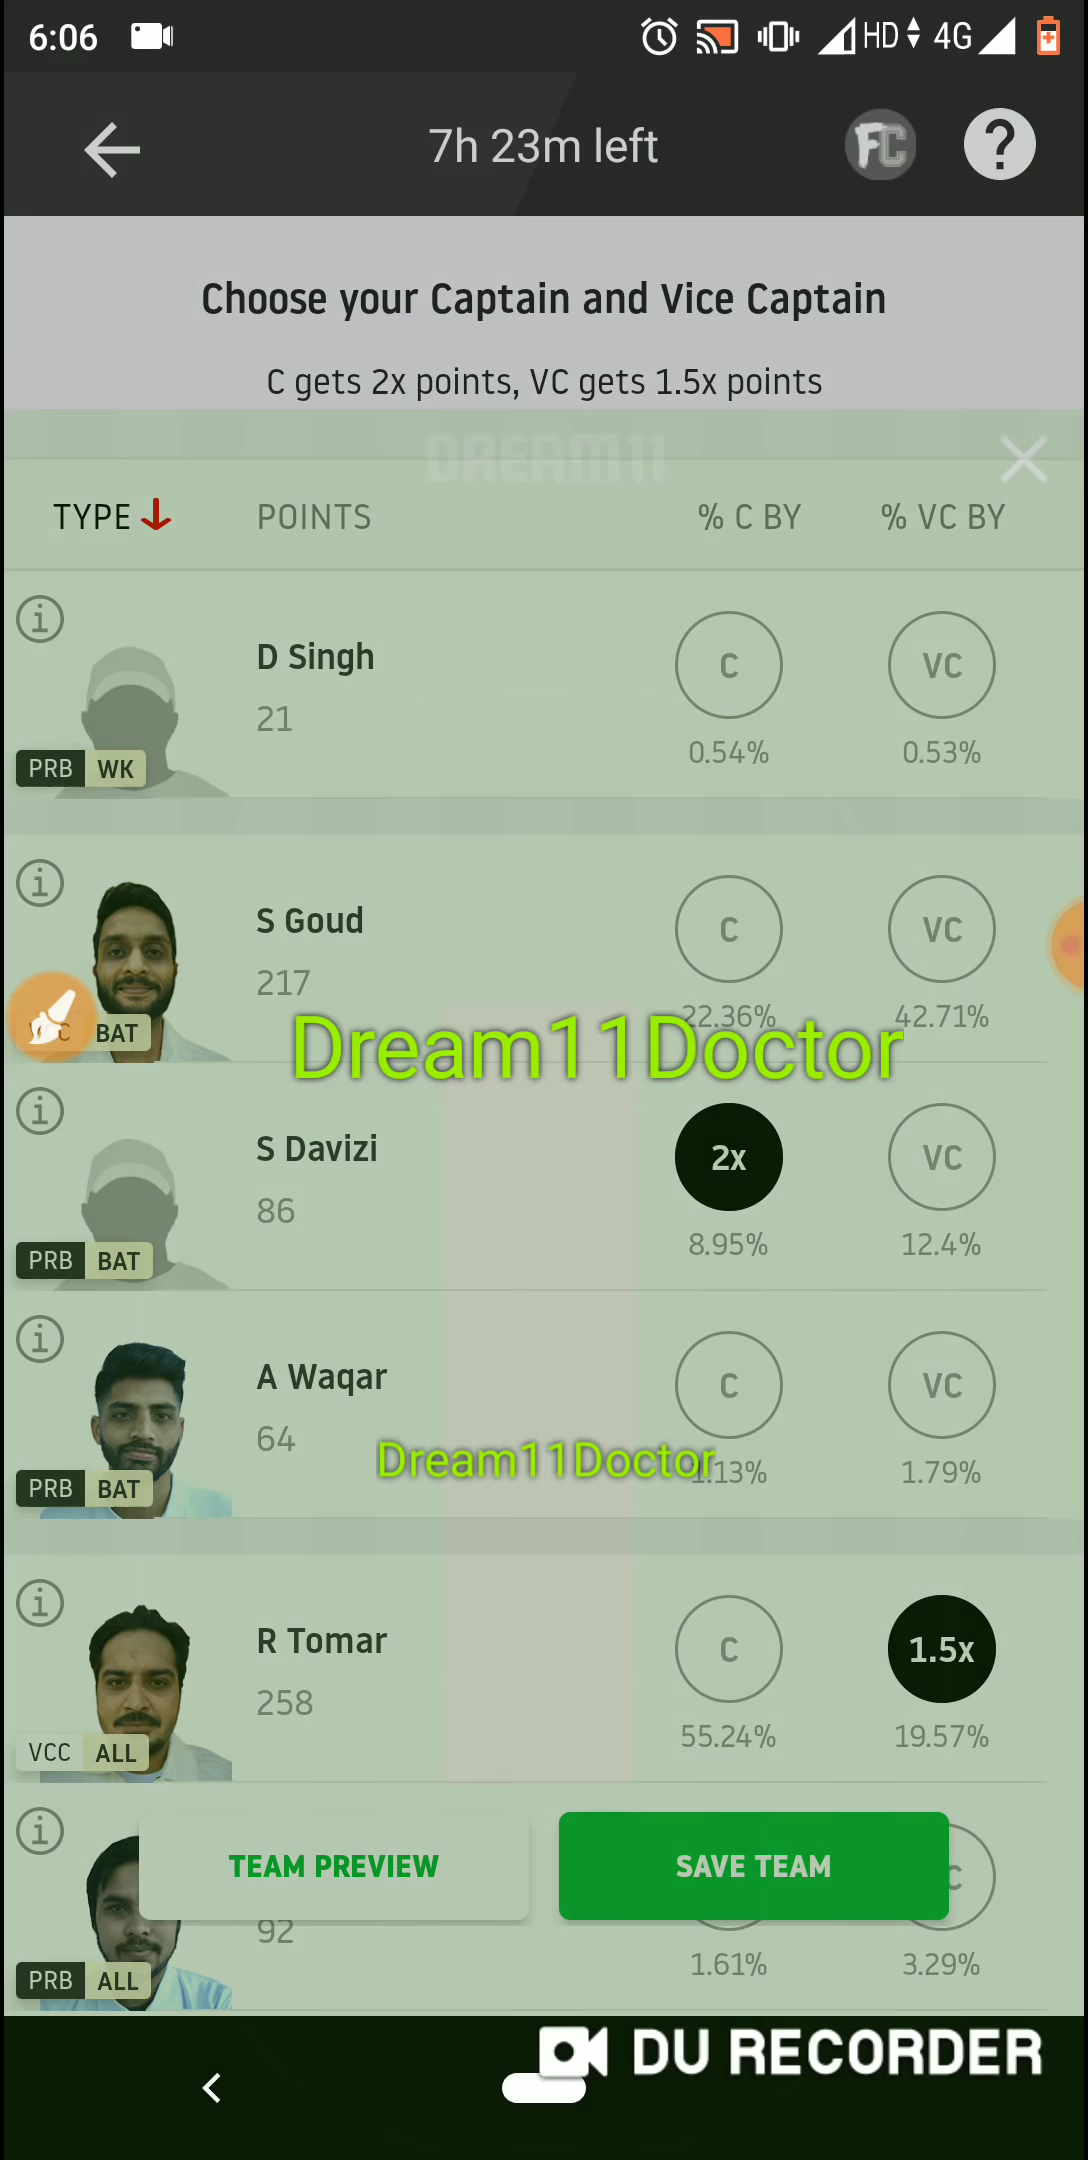 6:06 HD 4G
7h 23m left FC ?
Choose your Captain and Vice Captain
C gets 2x points, VC gets 1.5x points
DREAM11
TYPE POINTS % C BY % VC BY
i
D Singh C VC
21
0.54% 0.53%
PRB WK
i
S Goud C VC
217
22.36% 42.71%
BAT
Dream11Doctor
i
S Davizi 2x VC
86
8.95% 12.4%
PRB BAT
i
A Waqar C VC
64
Dream11Doctor
1.13% 1.79%
PRB BAT
i
R Tomar C 1.5x
258
55.24% 19.57%
VCC ALL
i
TEAM PREVIEW SAVE TEAM C
92
1.61% 3.29%
PRB ALL
DU RECORDER